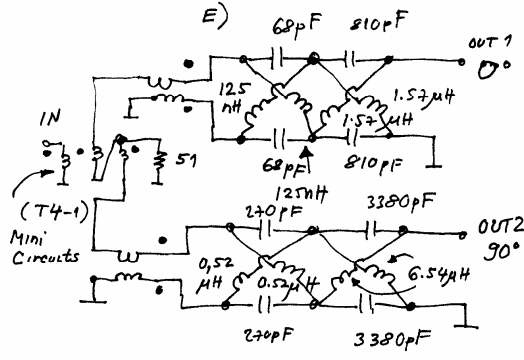 E)
68pF 810pF
OUT 1
0°
125
nH
1.57µH
1.57µH
IN
51
68pF 810pF
125nH
(T4-1)
Mini
Circuits
270pF 3380pF
OUT2
90°
0,52
µH
0.52µH
6.54µH
270pF 3380pF